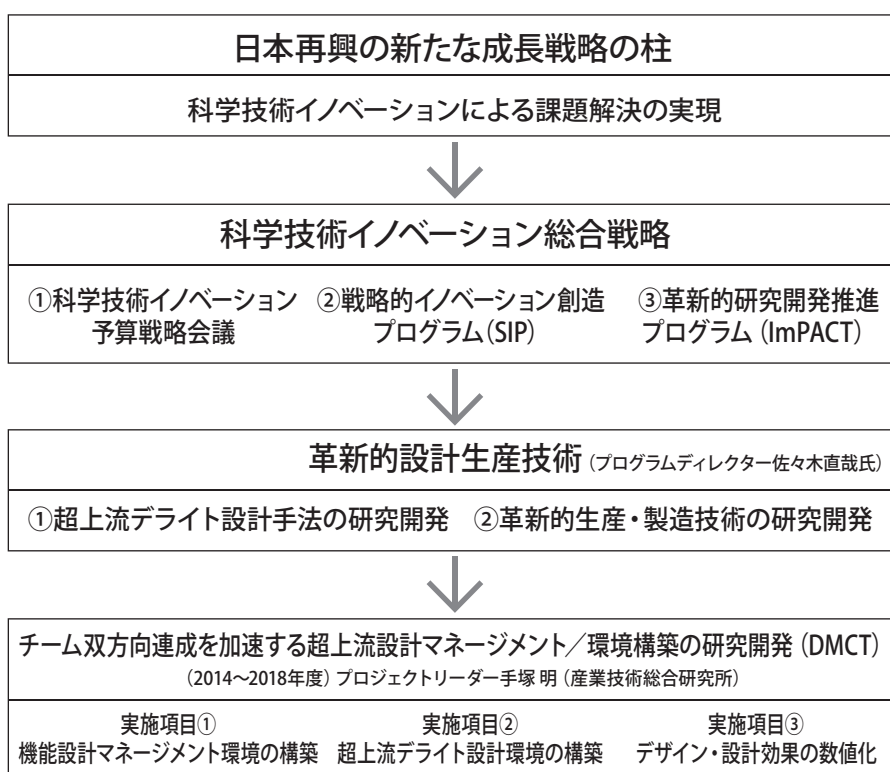 日本再興の新たな成長戦略の柱
科学技術イノベーションによる課題解決の実現
科学技術イノベーション総合戦略
①科学技術イノベーション
予算戦略会議
②戦略的イノベーション創造
プログラム(SIP)
③革新的研究開発推進
プログラム(ImPACT)
革新的設計生産技術(プログラムディレクター佐々木直哉氏)
①超上流デライト設計手法の研究開発 ②革新的生産・製造技術の研究開発
チーム双方向連成を加速する超上流設計マネージメント／環境構築の研究開発(DMCT)
(2014〜2018年度)プロジェクトリーダー手塚 明(産業技術総合研究所)
実施項目①
機能設計マネージメント環境の構築
実施項目②
超上流デライト設計環境の構築
実施項目③
デザイン・設計効果の数値化